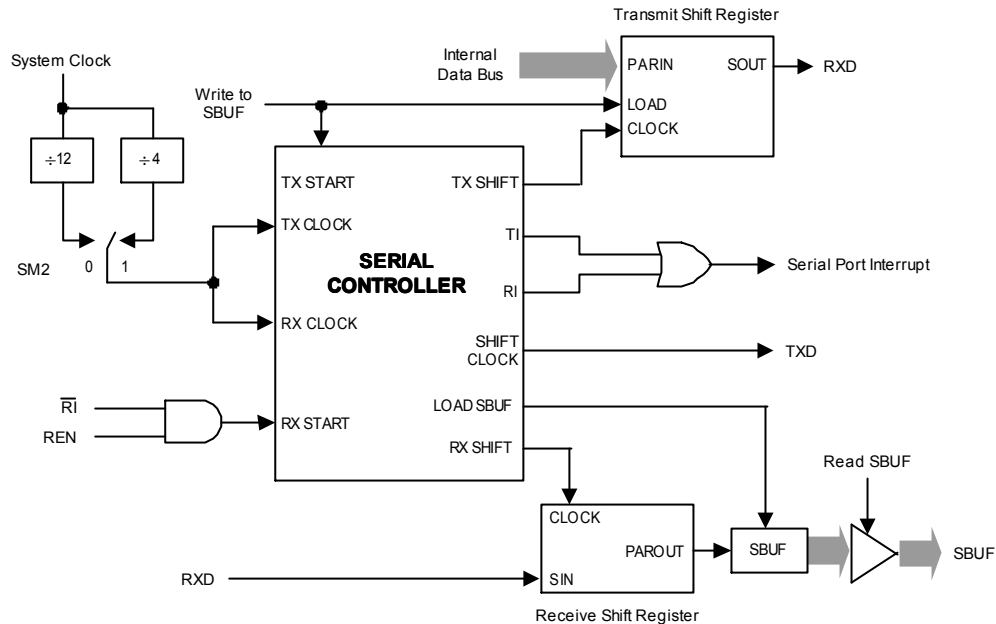 Transmit Shift Register
System Clock
Internal
Data Bus
PARIN
SOUT
RXD
Write to
SBUF
LOAD
CLOCK
÷12
÷4
TX START
TX SHIFT
TX CLOCK
TI
SERIAL
CONTROLLER
Serial Port Interrupt
SM2
0
1
RI
RX CLOCK
SHIFT
CLOCK
TXD
RI
REN
LOAD SBUF
RX START
RX SHIFT
Read SBUF
CLOCK
PAROUT
SBUF
SBUF
RXD
SIN
Receive Shift Register